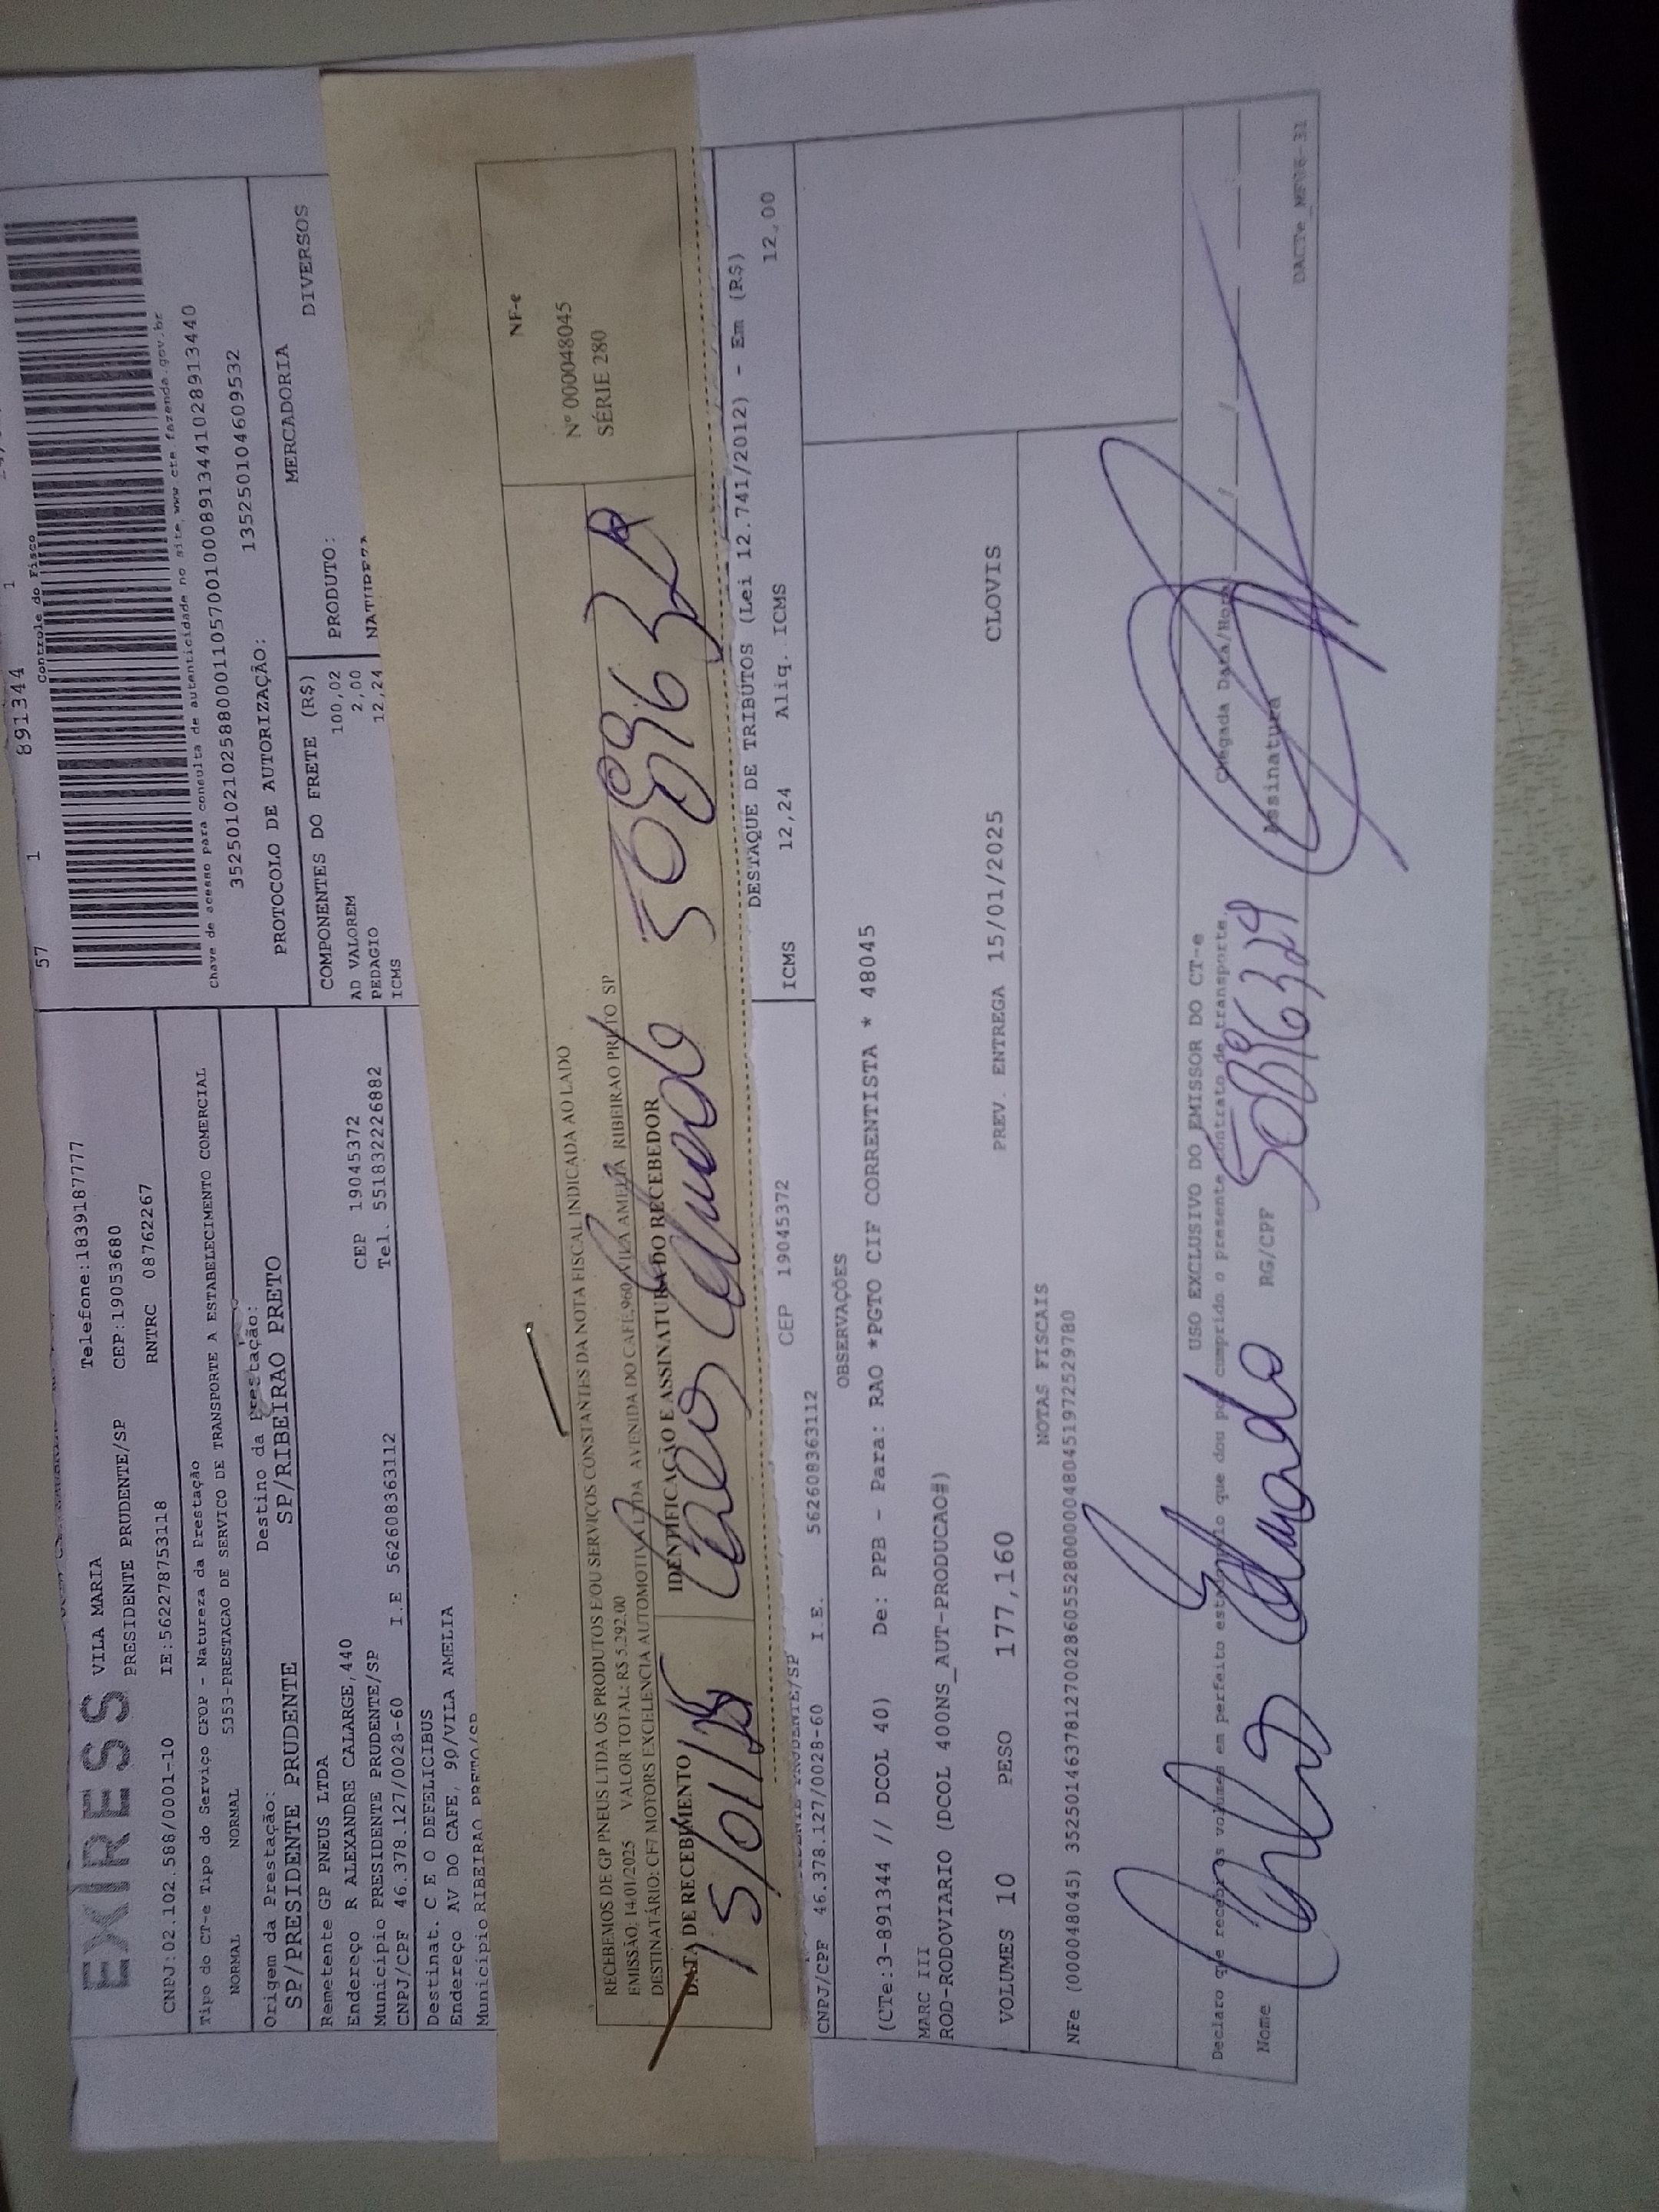 57 1 891344 1
Controle do Fisco
EXPRESS VILA MARIA Telefone:1839187777
PRESIDENTE PRUDENTE/SP CEP:19053680
CNPJ:02.102.588/0001-10 IE:562277875​3118 RNTRC 08762267
Chave de acesso para consulta de autenticidade no site www.cte.fazenda.gov.br
35250102102588000110570010008913441028913440
Tipo do CT-e Tipo do Serviço CFOP - Natureza da Prestação
NORMAL NORMAL 5353-PRESTACAO DE SERVICO DE TRANSPORTE A ESTABELECIMENTO COMERCIAL
PROTOCOLO DE AUTORIZAÇÃO: 135250104609532
Origem da Prestação: Destino da Prestação:
SP/PRESIDENTE PRUDENTE SP/RIBEIRAO PRETO
COMPONENTES DO FRETE (R$) MERCADORIA
Remetente GP PNEUS LTDA
AD VALOREM 100,02 PRODUTO: DIVERSOS
Endereço R ALEXANDRE CALARGE,440 CEP 19045372
PEDAGIO 2,00
Município PRESIDENTE PRUDENTE/SP Tel. 551832226882
ICMS 12,24
CNPJ/CPF 46.378.127/0028-60 I.E 562608363112
Destinat. C E O DEFELICIBUS
Endereço AV DO CAFE, 90/VILA AMELIA
Município RIBEIRAO PRETO/SP
RECEBEMOS DE GP PNEUS LTDA OS PRODUTOS E/OU SERVIÇOS CONSTANTES DA NOTA FISCAL INDICADA AO LADO
EMISSÃO: 14/01/2025 VALOR TOTAL: R$ 5.292.00
DESTINATÁRIO: CF7 MOTORS EXCELENCIA AUTOMOTIVA LTDA AVENIDA DO CAFÉ,960 VILA AMELIA RIBEIRAO PRETO SP
NF-e
Nº 000048045
SÉRIE 280
DATA DE RECEBIMENTO IDENTIFICAÇÃO E ASSINATURA DO RECEBEDOR
15/01/25
CNPJ/CPF 46.378.127/0028-60 I.E. 562608363112 CEP 19045372
DESTAQUE DE TRIBUTOS (Lei 12.741/2012) - Em (R$)
ICMS 12,24 Aliq. ICMS 12,00
OBSERVAÇÕES
(CTe:3-891344 // DCOL 40) De: PPB - Para: RAO *PGTO CIF CORRENTISTA * 48045
MARC III
ROD-RODOVIARIO (DCOL 400NS_AUT-PRODUCAO#)
VOLUMES 10 PESO 177,160 PREV. ENTREGA 15/01/2025 CLOVIS
NOTAS FISCAIS
NFe (000048045) 35250146378127002860552800000480451972529780
USO EXCLUSIVO DO EMISSOR DO CT-e
Declaro que recebi os volumes em perfeito estado pelo que dou por cumprido o presente contrato de transporte.
Chegada Data/Hora
Nome RG/CPF Assinatura
DACTe_MF06-31